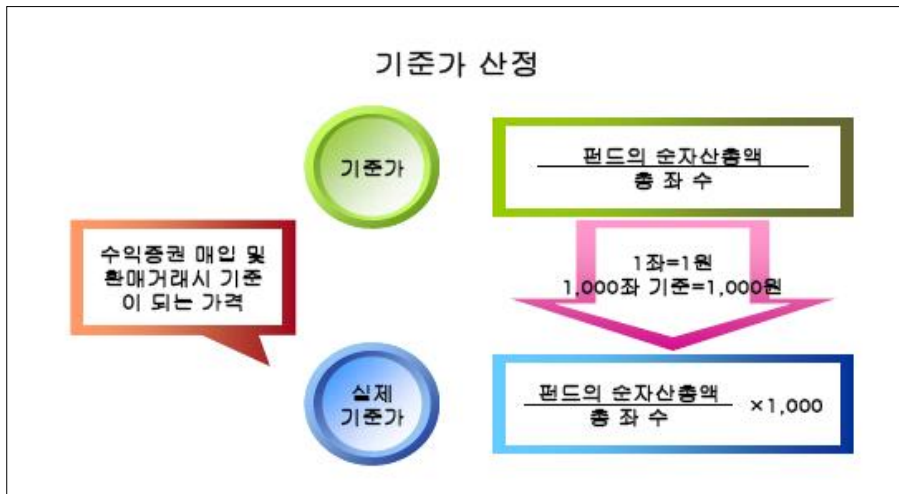 기준가 산정
기준가
펀드의 순자산총액
총 좌 수
수익증권 매입 및
환매거래시 기준
이 되는 가격
1좌=1원
1,000좌 기준=1,000원
실제
기준가
펀드의 순자산총액
총 좌 수
×1,000